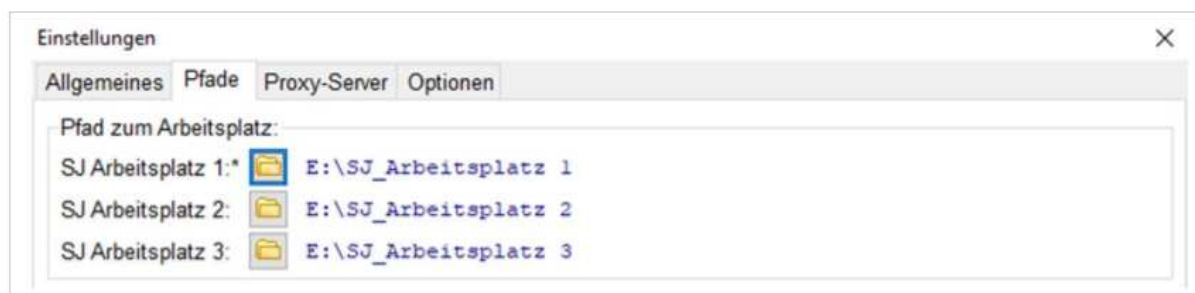 Einstellungen
Allgemeines Pfade Proxy-Server Optionen
Pfad zum Arbeitsplatz:
SJ Arbeitsplatz 1:* E:\SJ_Arbeitsplatz 1
SJ Arbeitsplatz 2: E:\SJ_Arbeitsplatz 2
SJ Arbeitsplatz 3: E:\SJ_Arbeitsplatz 3